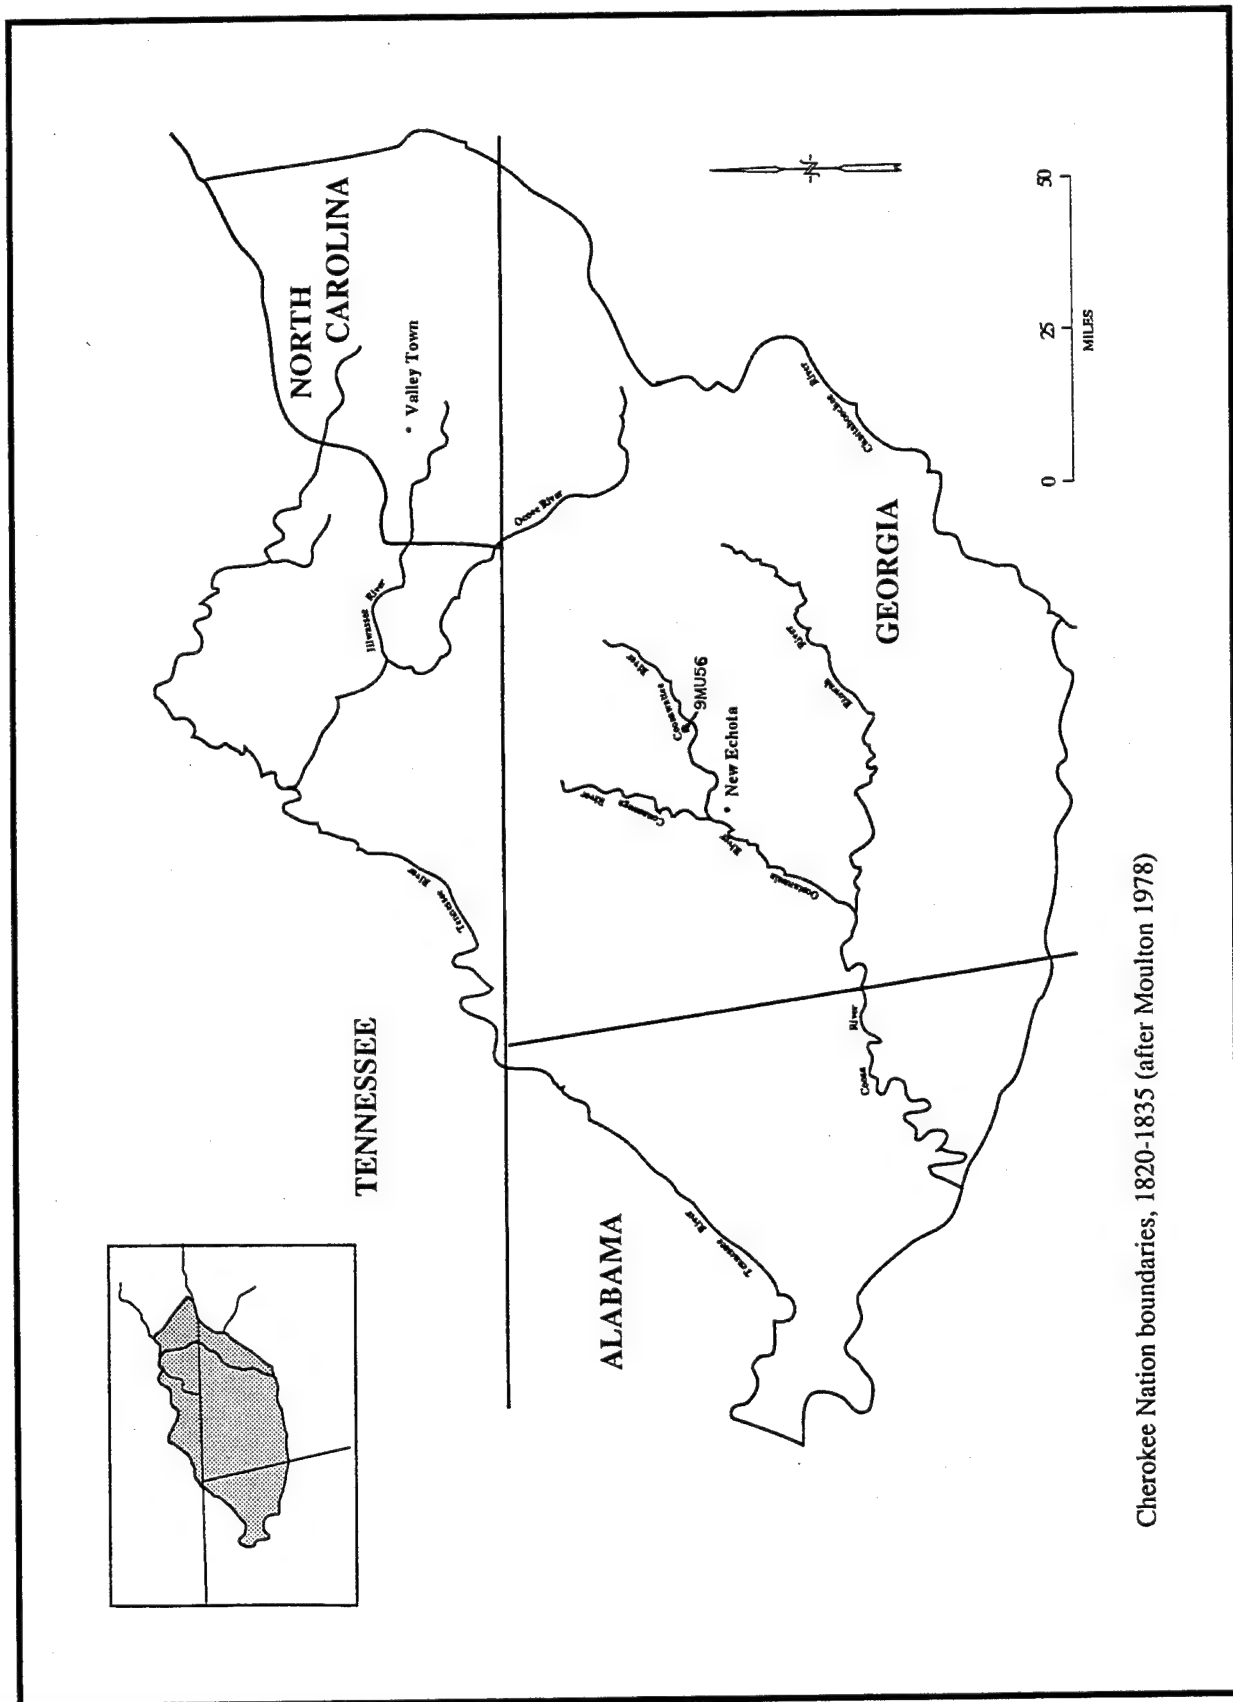 NORTH
CAROLINA
Valley Town
TENNESSEE
Hiwassee River
Ocoee River
Tennessee River
ALABAMA
Tennessee River
Conasauga River
Coosawattee River
9MU56
New Echota
Oostanaula River
Etowah River
GEORGIA
Chattahoochee River
Coosa River
N
0 25 50
MILES
Cherokee Nation boundaries, 1820-1835 (after Moulton 1978)